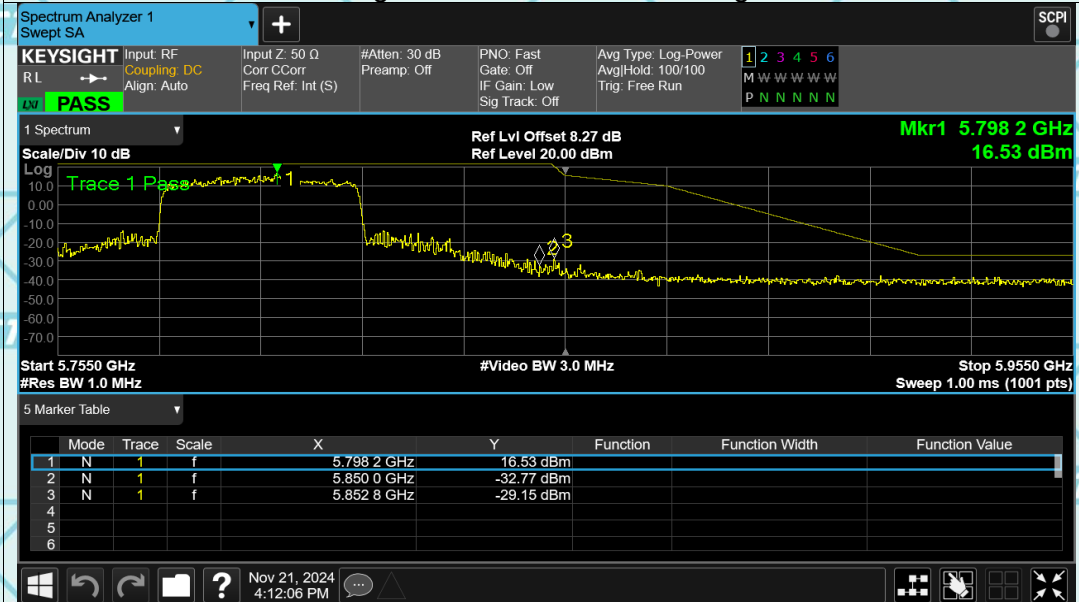 Spectrum Analyzer 1
Swept SA
+
SCPI
KEYSIGHT
R L
LXI
PASS
Input: RF
Coupling: DC
Align: Auto
Input Z: 50 Ω
Corr CCorr
Freq Ref: Int (S)
#Atten: 30 dB
Preamp: Off
PNO: Fast
Gate: Off
IF Gain: Low
Sig Track: Off
Avg Type: Log-Power
Avg|Hold: 100/100
Trig: Free Run
1 2 3 4 5 6
M W W W W W
P N N N N N
1 Spectrum
Scale/Div 10 dB
Ref Lvl Offset 8.27 dB
Ref Level 20.00 dBm
Mkr1 5.798 2 GHz
16.53 dBm
Log
Trace 1 Pass
1
2
3
10.0
0.00
-10.0
-20.0
-30.0
-40.0
-50.0
-60.0
-70.0
Start 5.7550 GHz
#Video BW 3.0 MHz
Stop 5.9550 GHz
#Res BW 1.0 MHz
Sweep 1.00 ms (1001 pts)
5 Marker Table
Mode Trace Scale X Y Function Function Width Function Value
1 N 1 f 5.798 2 GHz 16.53 dBm
2 N 1 f 5.850 0 GHz -32.77 dBm
3 N 1 f 5.852 8 GHz -29.15 dBm
4
5
6
?
Nov 21, 2024
4:12:06 PM